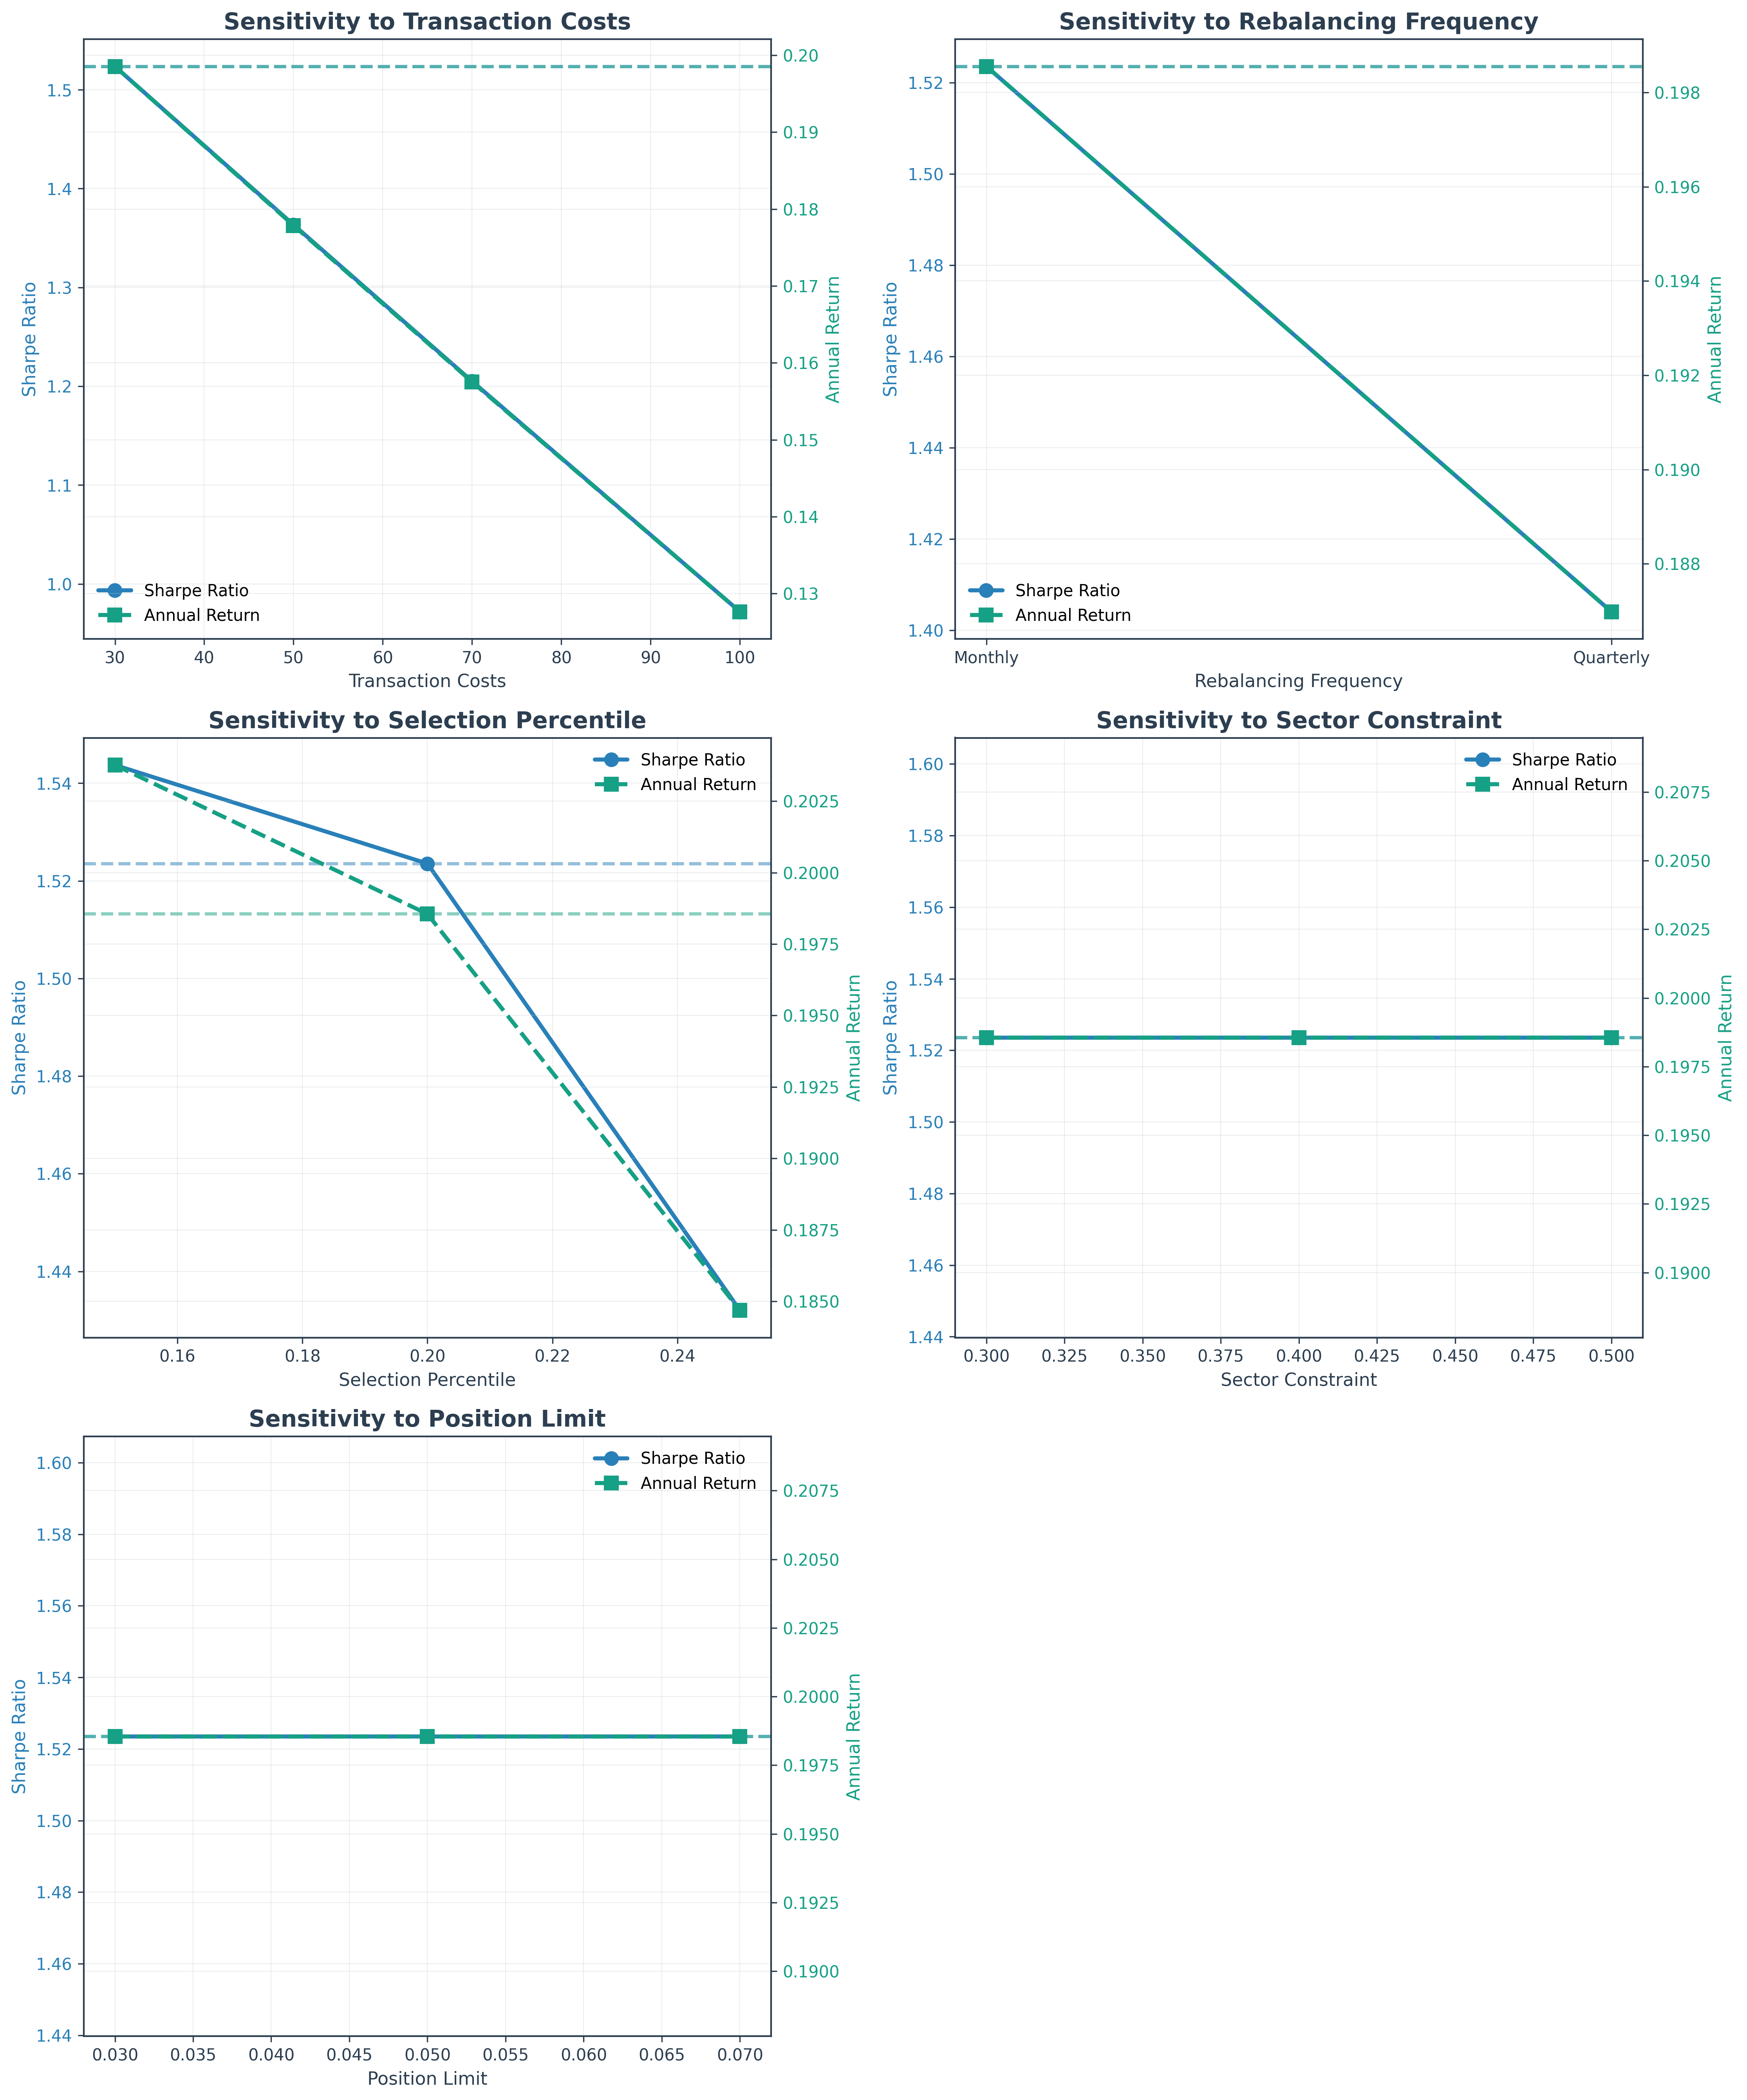 Sensitivity to Transaction Costs
Sharpe Ratio
1.5
1.4
1.3
1.2
1.1
1.0
0.20
0.19
0.18
0.17
0.16
0.15
0.14
0.13
Annual Return
Sharpe Ratio
Annual Return
30 40 50 60 70 80 90 100
Transaction Costs
Sensitivity to Rebalancing Frequency
Sharpe Ratio
1.52
1.50
1.48
1.46
1.44
1.42
1.40
0.198
0.196
0.194
0.192
0.190
0.188
Annual Return
Sharpe Ratio
Annual Return
Monthly Quarterly
Rebalancing Frequency
Sensitivity to Selection Percentile
Sharpe Ratio
1.54
1.52
1.50
1.48
1.46
1.44
0.2025
0.2000
0.1975
0.1950
0.1925
0.1900
0.1875
0.1850
Annual Return
Sharpe Ratio
Annual Return
0.16 0.18 0.20 0.22 0.24
Selection Percentile
Sensitivity to Sector Constraint
Sharpe Ratio
1.60
1.58
1.56
1.54
1.52
1.50
1.48
1.46
1.44
0.2075
0.2050
0.2025
0.2000
0.1975
0.1950
0.1925
0.1900
Annual Return
Sharpe Ratio
Annual Return
0.300 0.325 0.350 0.375 0.400 0.425 0.450 0.475 0.500
Sector Constraint
Sensitivity to Position Limit
Sharpe Ratio
1.60
1.58
1.56
1.54
1.52
1.50
1.48
1.46
1.44
0.2075
0.2050
0.2025
0.2000
0.1975
0.1950
0.1925
0.1900
Annual Return
Sharpe Ratio
Annual Return
0.030 0.035 0.040 0.045 0.050 0.055 0.060 0.065 0.070
Position Limit